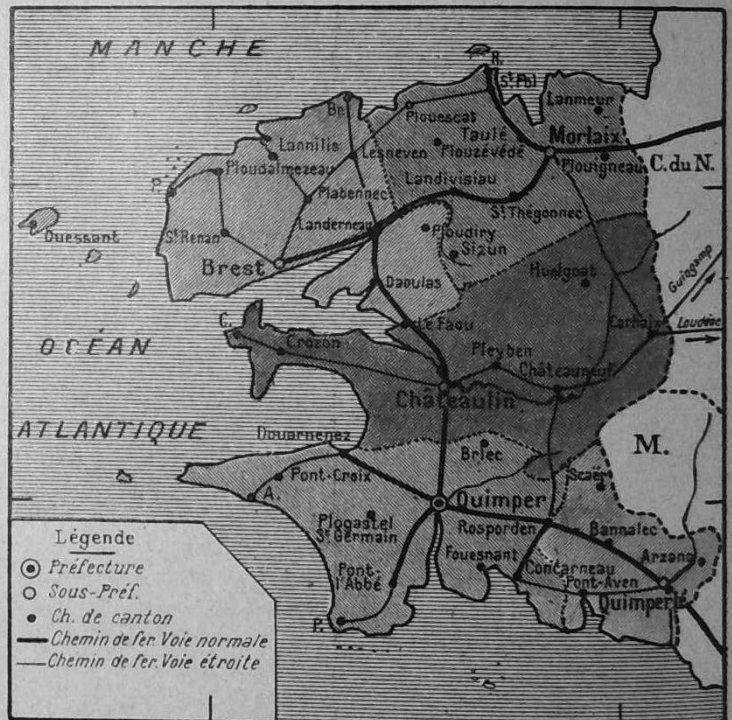 MANCHE
R.
St Pol
Lanmeur
Br.
Plouescat
Taulé
Morlaix
Lannilis
Lesneven
Plouzévédé
Plouigneau
C. du N.
Ploudalmezeau
P.
Plabennec
Landivisiau
St Thégonnec
Ouessant
St Renan
Landerneau
Ploudiry
Sizun
Brest
Huelgoat
Guingamp
Daoulas
Le Faou
C.
Carhaix
Loudéac
OCÉAN
Crozon
Pleyben
Châteauneuf
Châteaulin
ATLANTIQUE
Douarnenez
Briec
M.
Pont-Croix
Scaër
A.
Quimper
Plogastel
St Germain
Rosporden
Bannalec
Fouesnant
Arzano
Pont-
l'Abbé
Concarneau
Pont-Aven
Quimperlé
P.
Légende
Préfecture
Sous-Préf.
Ch. de canton
Chemin de fer. Voie normale
Chemin de fer. Voie étroite